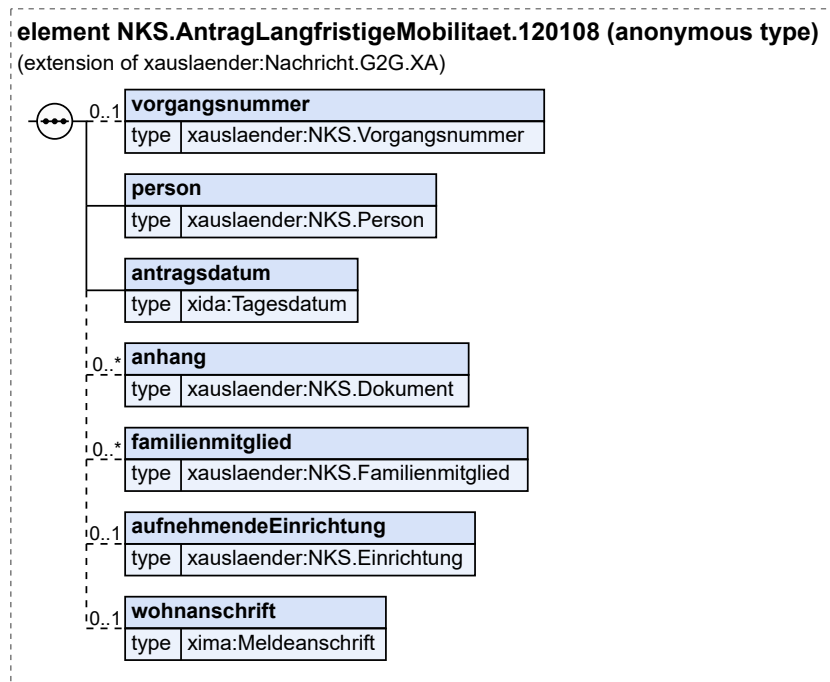 element NKS.AntragLangfristigeMobilitaet.120108 (anonymous type)
(extension of xauslaender:Nachricht.G2G.XA)
0..1 vorgangsnummer
type xauslaender:NKS.Vorgangsnummer
person
type xauslaender:NKS.Person
antragsdatum
type xida:Tagesdatum
0..* anhang
type xauslaender:NKS.Dokument
0..* familienmitglied
type xauslaender:NKS.Familienmitglied
0..1 aufnehmendeEinrichtung
type xauslaender:NKS.Einrichtung
0..1 wohnanschrift
type xima:Meldeanschrift